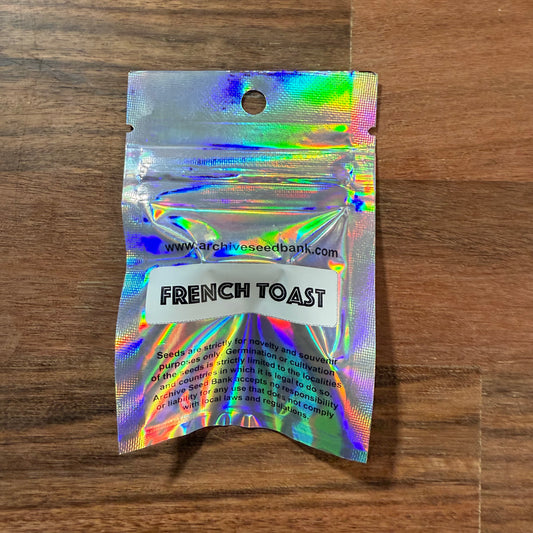 www.archiveseedbank.com
FRENCH TOAST
Seeds are strictly for novelty and souvenir
purposes only. Germination or cultivation
of the seeds is strictly limited to the localities
and countries in which it is legal to do so.
Archive Seed Bank accepts no responsibility
or liability for any use that does not comply
with local laws and regulations.